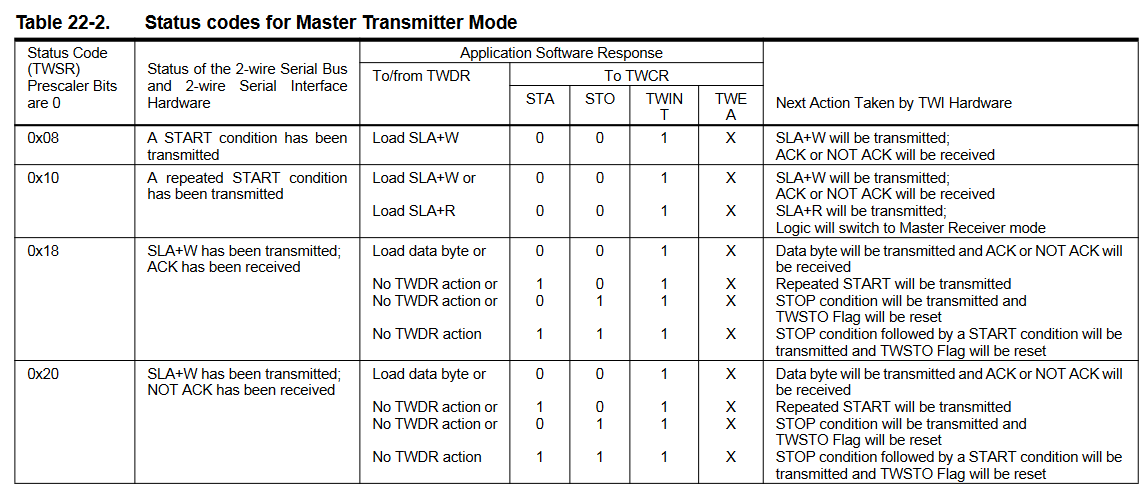 Table 22-2. Status codes for Master Transmitter Mode
Status Code
(TWSR)
Prescaler Bits
are 0
Status of the 2-wire Serial Bus
and 2-wire Serial Interface
Hardware
Application Software Response
To/from TWDR
To TWCR
STA
STO
TWIN
T
TWE
A
Next Action Taken by TWI Hardware
0x08
A START condition has been
transmitted
Load SLA+W
0 0 1 X
SLA+W will be transmitted;
ACK or NOT ACK will be received
0x10
A repeated START condition
has been transmitted
Load SLA+W or
0 0 1 X
SLA+W will be transmitted;
ACK or NOT ACK will be received
Load SLA+R
0 0 1 X
SLA+R will be transmitted;
Logic will switch to Master Receiver mode
0x18
SLA+W has been transmitted;
ACK has been received
Load data byte or
0 0 1 X
Data byte will be transmitted and ACK or NOT ACK will
be received
No TWDR action or
1 0 1 X
Repeated START will be transmitted
No TWDR action or
0 1 1 X
STOP condition will be transmitted and
TWSTO Flag will be reset
No TWDR action
1 1 1 X
STOP condition followed by a START condition will be
transmitted and TWSTO Flag will be reset
0x20
SLA+W has been transmitted;
NOT ACK has been received
Load data byte or
0 0 1 X
Data byte will be transmitted and ACK or NOT ACK will
be received
No TWDR action or
1 0 1 X
Repeated START will be transmitted
No TWDR action or
0 1 1 X
STOP condition will be transmitted and
TWSTO Flag will be reset
No TWDR action
1 1 1 X
STOP condition followed by a START condition will be
transmitted and TWSTO Flag will be reset